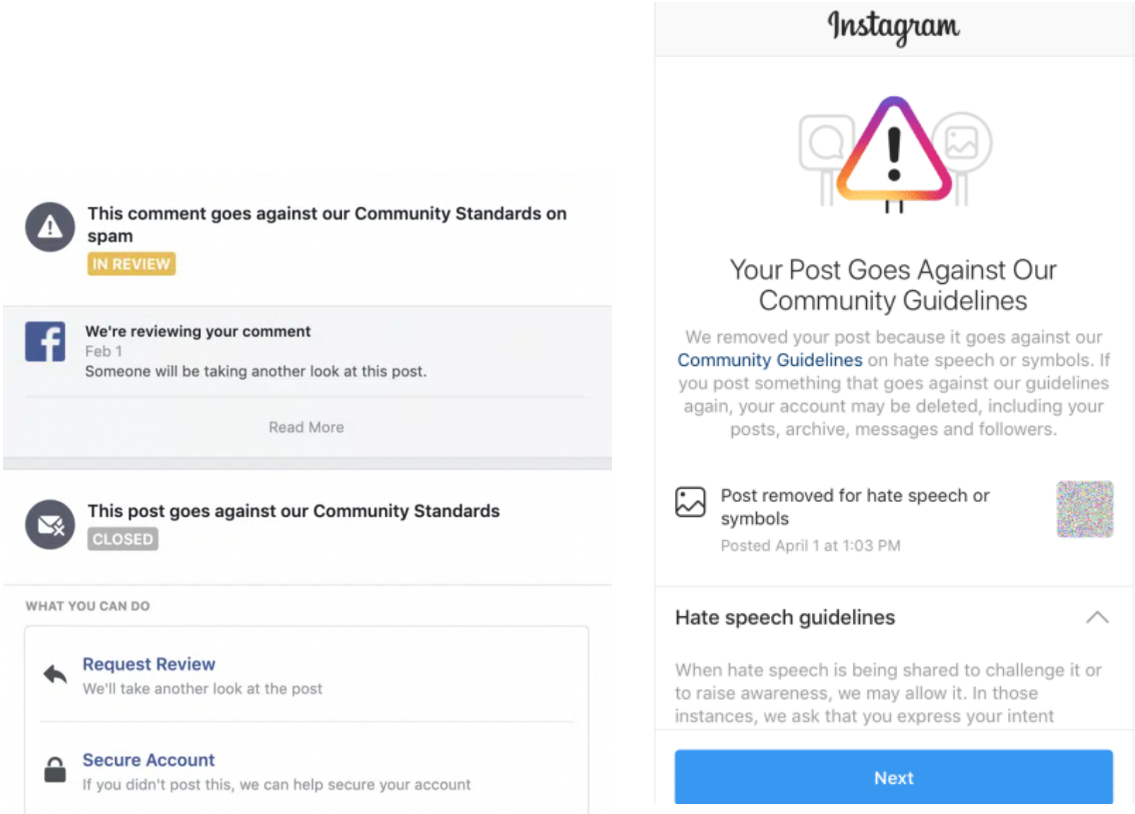 This comment goes against our Community Standards on
spam
IN REVIEW
We're reviewing your comment
Feb 1
Someone will be taking another look at this post.
Read More
This post goes against our Community Standards
CLOSED
WHAT YOU CAN DO
Request Review
We'll take another look at the post
Secure Account
If you didn't post this, we can help secure your account
Instagram
Your Post Goes Against Our
Community Guidelines
We removed your post because it goes against our
Community Guidelines on hate speech or symbols. If
you post something that goes against our guidelines
again, your account may be deleted, including your
posts, archive, messages and followers.
Post removed for hate speech or
symbols
Posted April 1 at 1:03 PM
Hate speech guidelines
When hate speech is being shared to challenge it or
to raise awareness, we may allow it. In those
instances, we ask that you express your intent
Next